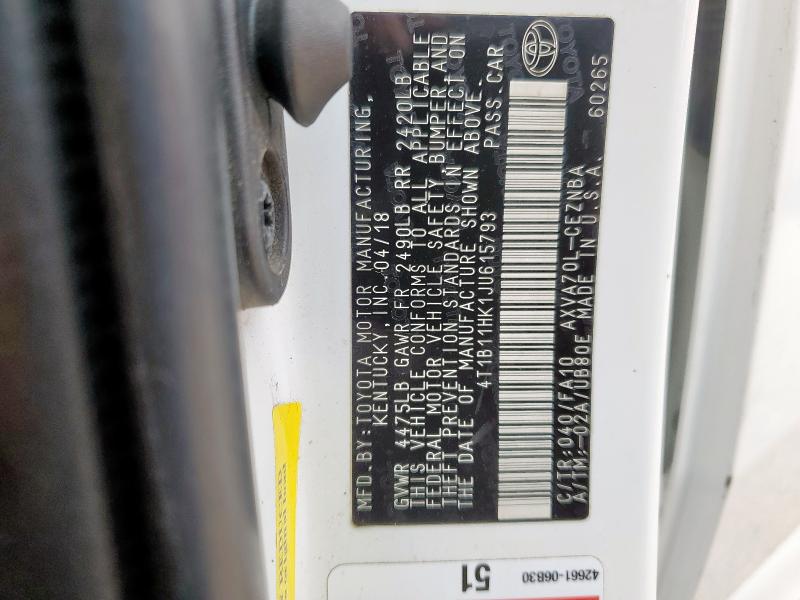 MFD.BY:TOYOTA MOTOR MANUFACTURING,
KENTUCKY, INC. 04/18
GVWR 4475LB GAWR FR 2490LB RR 2420LB
THIS VEHICLE CONFORMS TO ALL APPLICABLE
FEDERAL MOTOR VEHICLE SAFETY, BUMPER, AND
THEFT PREVENTION STANDARDS IN EFFECT ON
THE DATE OF MANUFACTURE SHOWN ABOVE.
4T1B11HK1JU615793 PASS.CAR
C/TR:040/FA10 AXVA70L-CEZNBA
A/TM:-02A/UB80E MADE IN U.S.A. 60265
51
42661-06B30